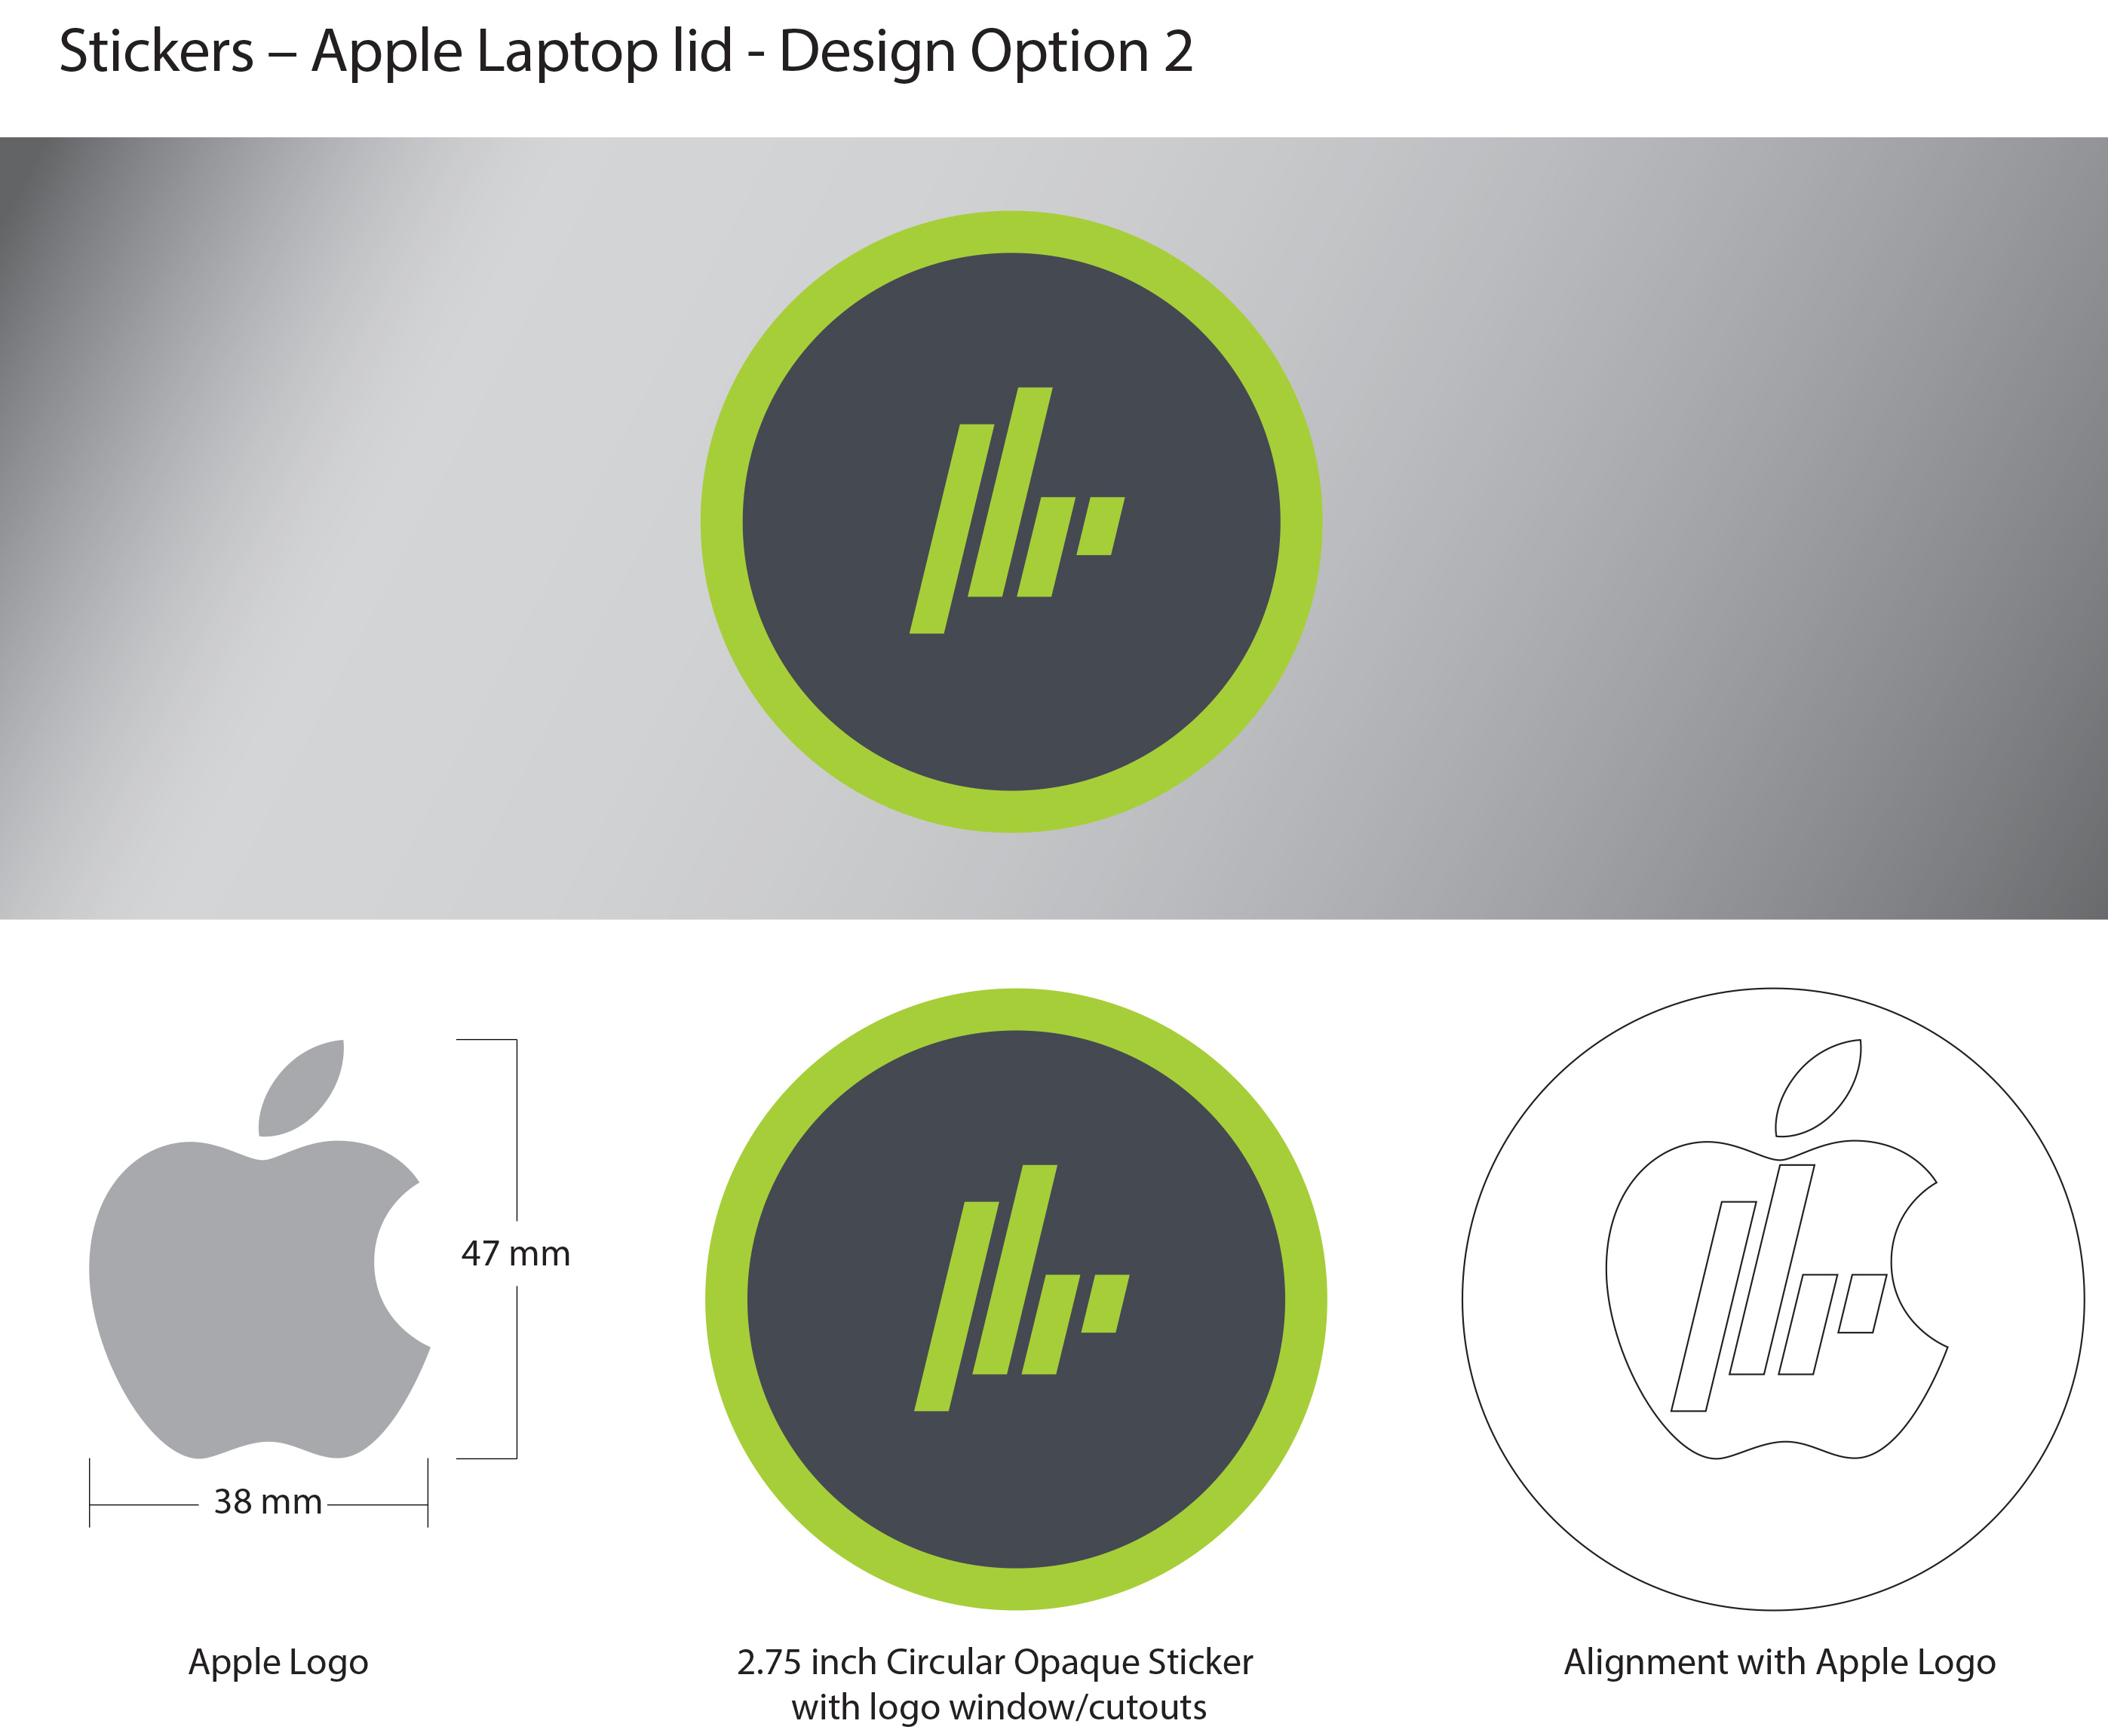 Stickers – Apple Laptop lid - Design Option 2
47 mm
38 mm
Apple Logo
2.75 inch Circular Opaque Sticker
with logo window/cutouts
Alignment with Apple Logo